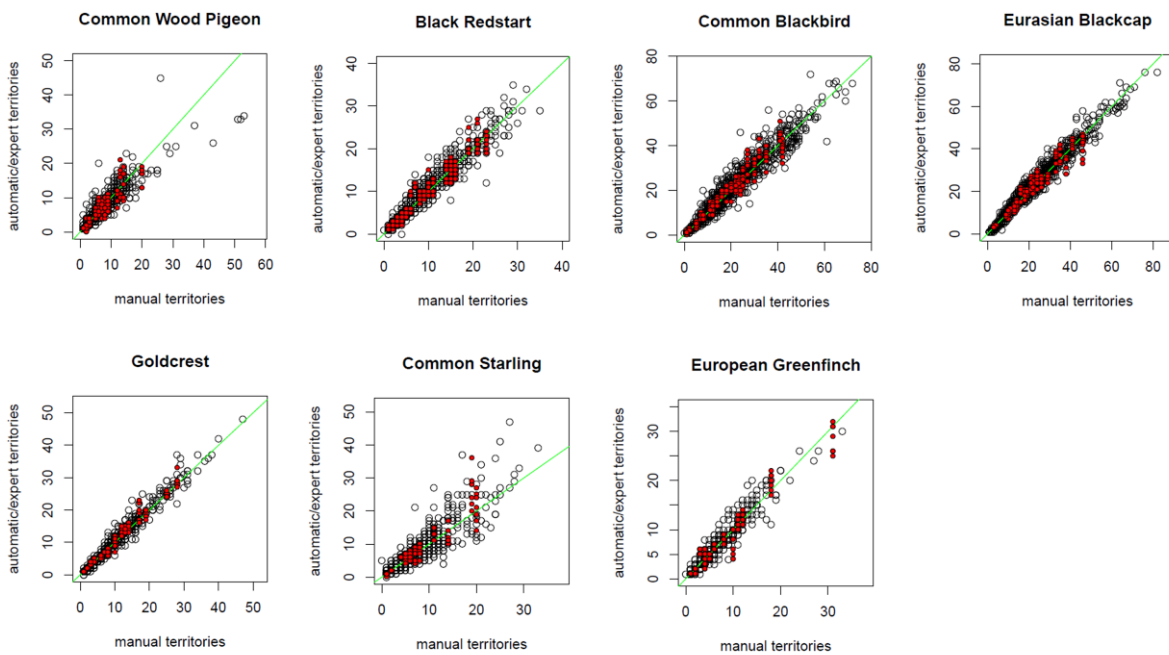 Common Wood Pigeon
Black Redstart
Common Blackbird
Eurasian Blackcap
automatic/expert territories
0 10 20 30 40 50
0 10 20 30 40 50 60
manual territories
automatic/expert territories
0 10 20 30 40
0 10 20 30 40
manual territories
automatic/expert territories
0 20 40 60 80
0 20 40 60 80
manual territories
automatic/expert territories
0 20 40 60 80
0 20 40 60 80
manual territories
Goldcrest
Common Starling
European Greenfinch
automatic/expert territories
0 10 20 30 40 50
0 10 20 30 40 50
manual territories
automatic/expert territories
0 10 20 30 40 50
0 10 20 30
manual territories
automatic/expert territories
0 5 10 20 30
0 10 20 30
manual territories